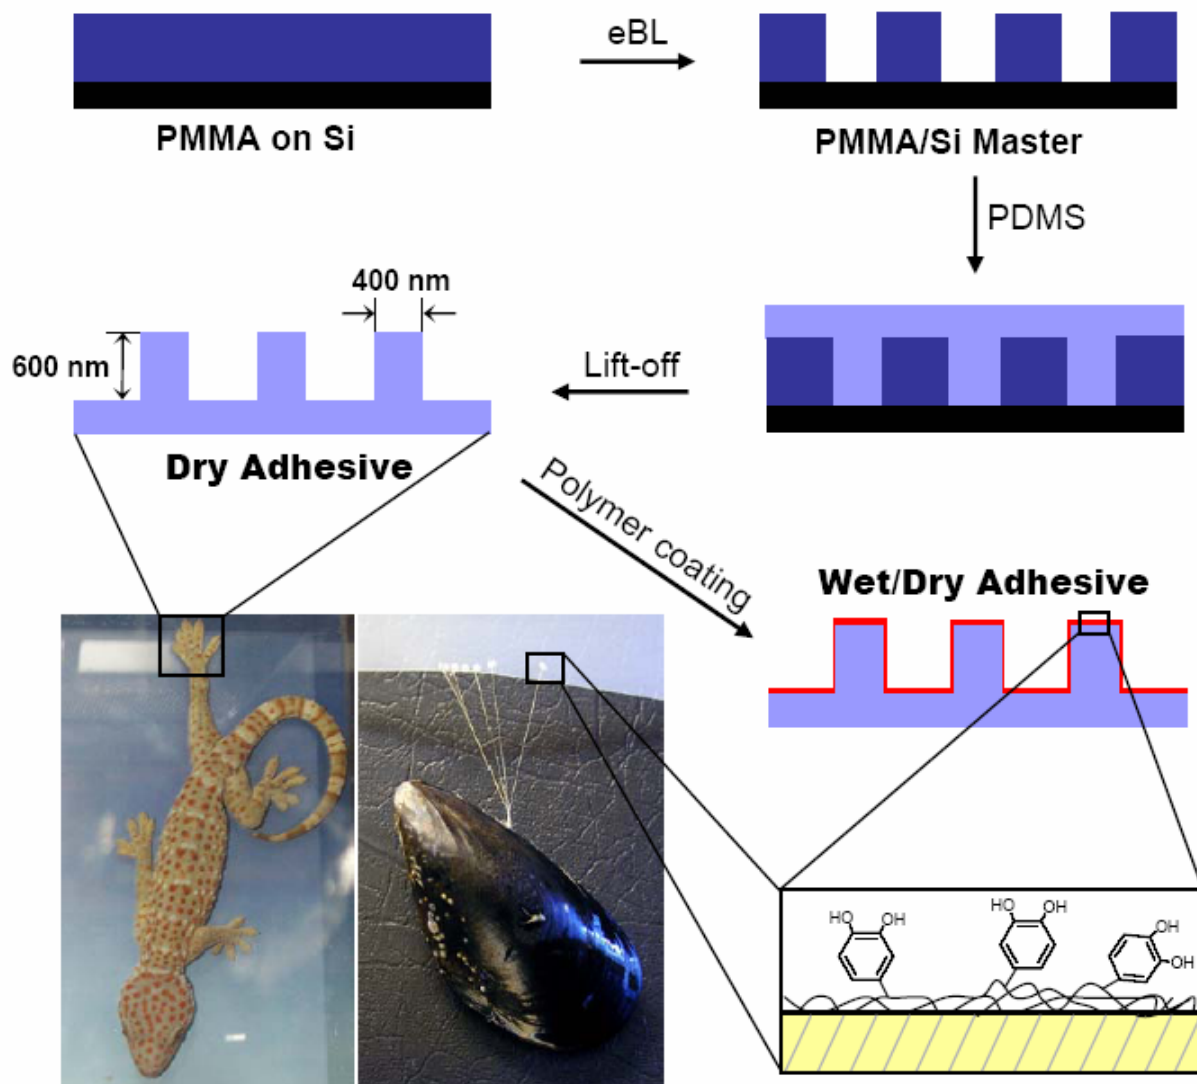 eBL
PMMA on Si
PMMA/Si Master
PDMS
400 nm
600 nm
Lift-off
Dry Adhesive
Polymer coating
Wet/Dry Adhesive
HO
OH
HO
OH
OH
OH